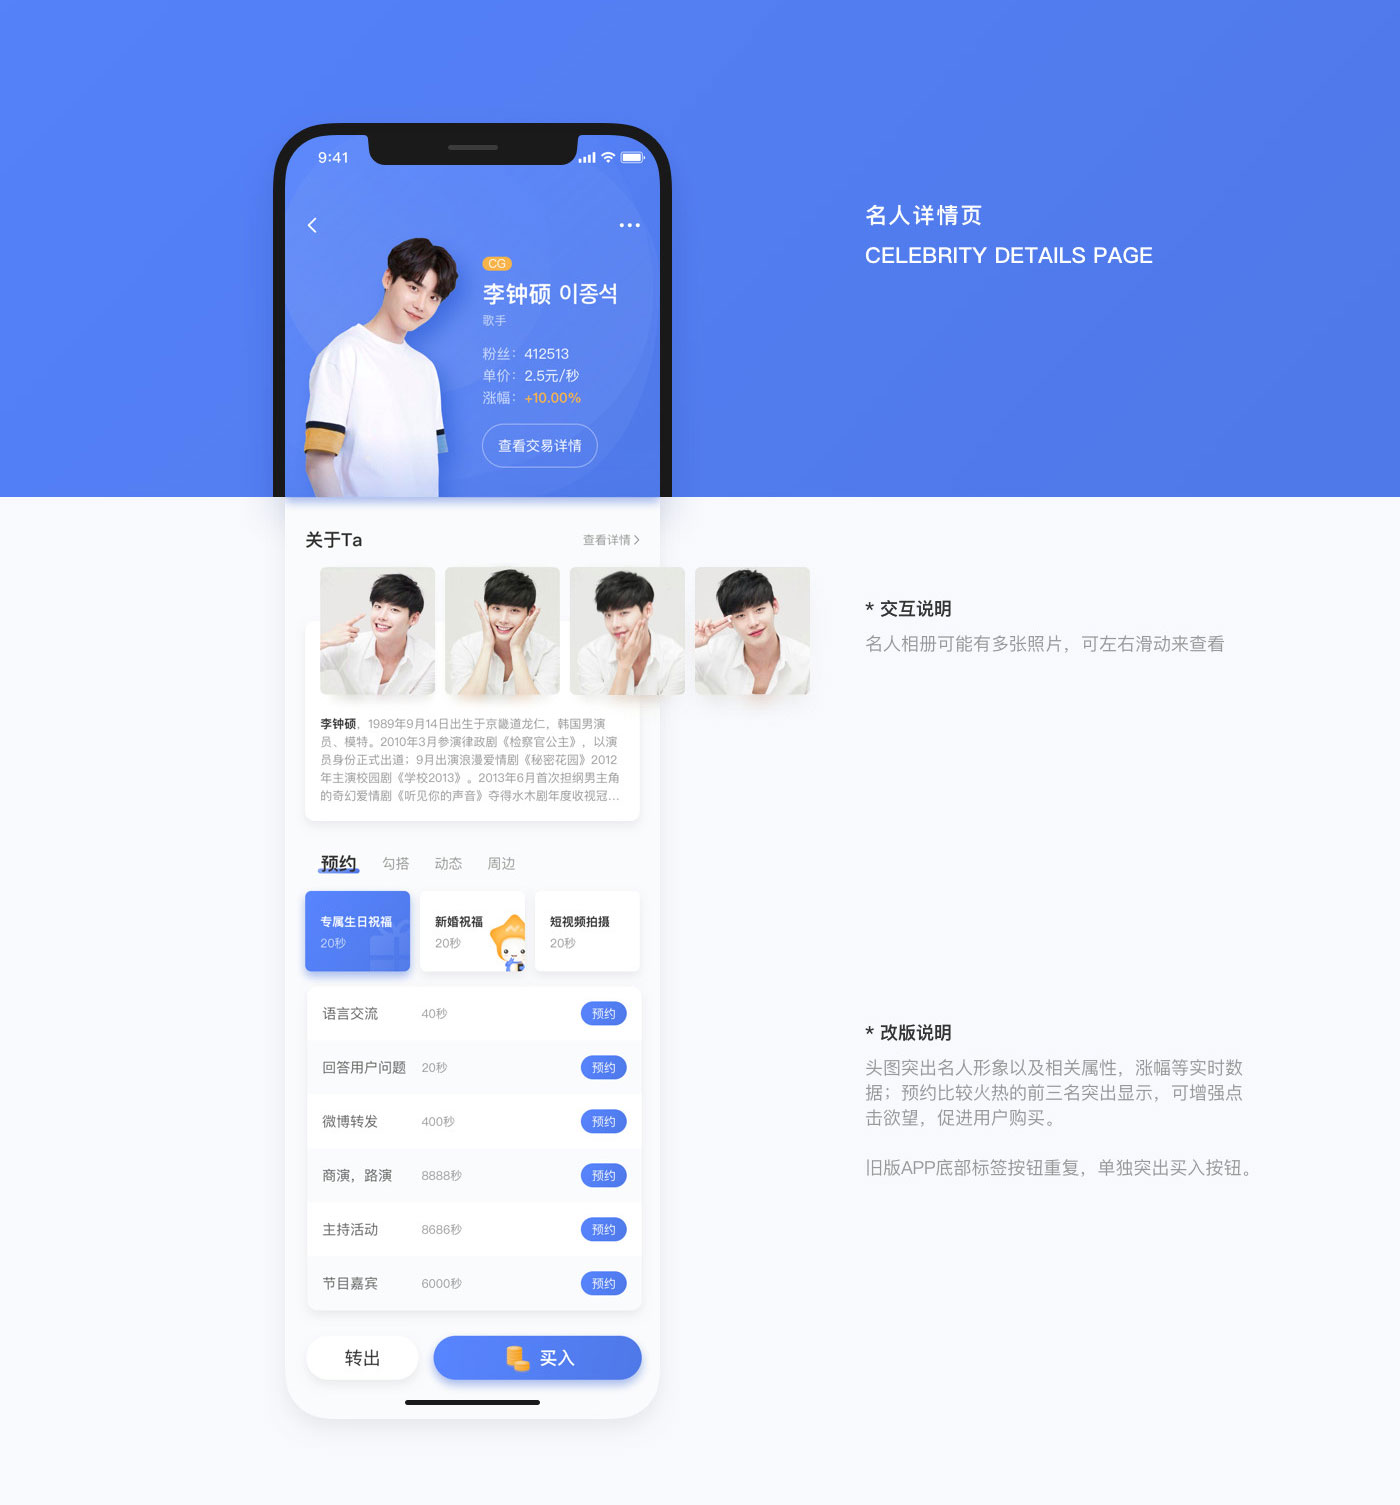 9:41
名人详情页
CELEBRITY DETAILS PAGE
CG
李钟硕 이종석
歌手
粉丝：412513
单价：2.5元/秒
涨幅：+10.00%
查看交易详情
关于Ta
查看详情
* 交互说明
名人相册可能有多张照片，可左右滑动来查看
李钟硕，1989年9月14日出生于京畿道龙仁，韩国男演
员、模特。2010年3月参演律政剧《检察官公主》，以演
员身份正式出道；9月出演浪漫爱情剧《秘密花园》2012
年主演校园剧《学校2013》。2013年6月首次担纲男主角
的奇幻爱情剧《听见你的声音》夺得水木剧年度收视冠...
预约 勾搭 动态 周边
专属生日祝福 新婚祝福 短视频拍摄
20秒 20秒 20秒
语言交流 40秒 预约
回答用户问题 20秒 预约
微博转发 400秒 预约
商演，路演 8888秒 预约
主持活动 8686秒 预约
节目嘉宾 6000秒 预约
转出 买入
* 改版说明
头图突出名人形象以及相关属性，涨幅等实时数
据；预约比较火热的前三名突出显示，可增强点
击欲望，促进用户购买。
旧版APP底部标签按钮重复，单独突出买入按钮。